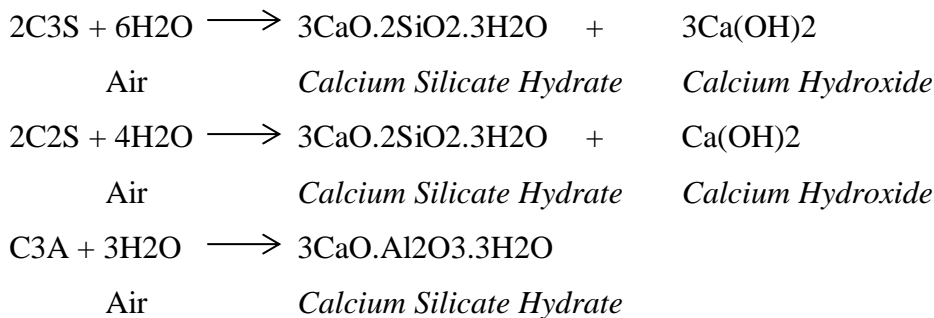 2C3S + 6H2O ⟶ 3CaO.2SiO2.3H2O + 3Ca(OH)2
Air Calcium Silicate Hydrate Calcium Hydroxide
2C2S + 4H2O ⟶ 3CaO.2SiO2.3H2O + Ca(OH)2
Air Calcium Silicate Hydrate Calcium Hydroxide
C3A + 3H2O ⟶ 3CaO.Al2O3.3H2O
Air Calcium Silicate Hydrate